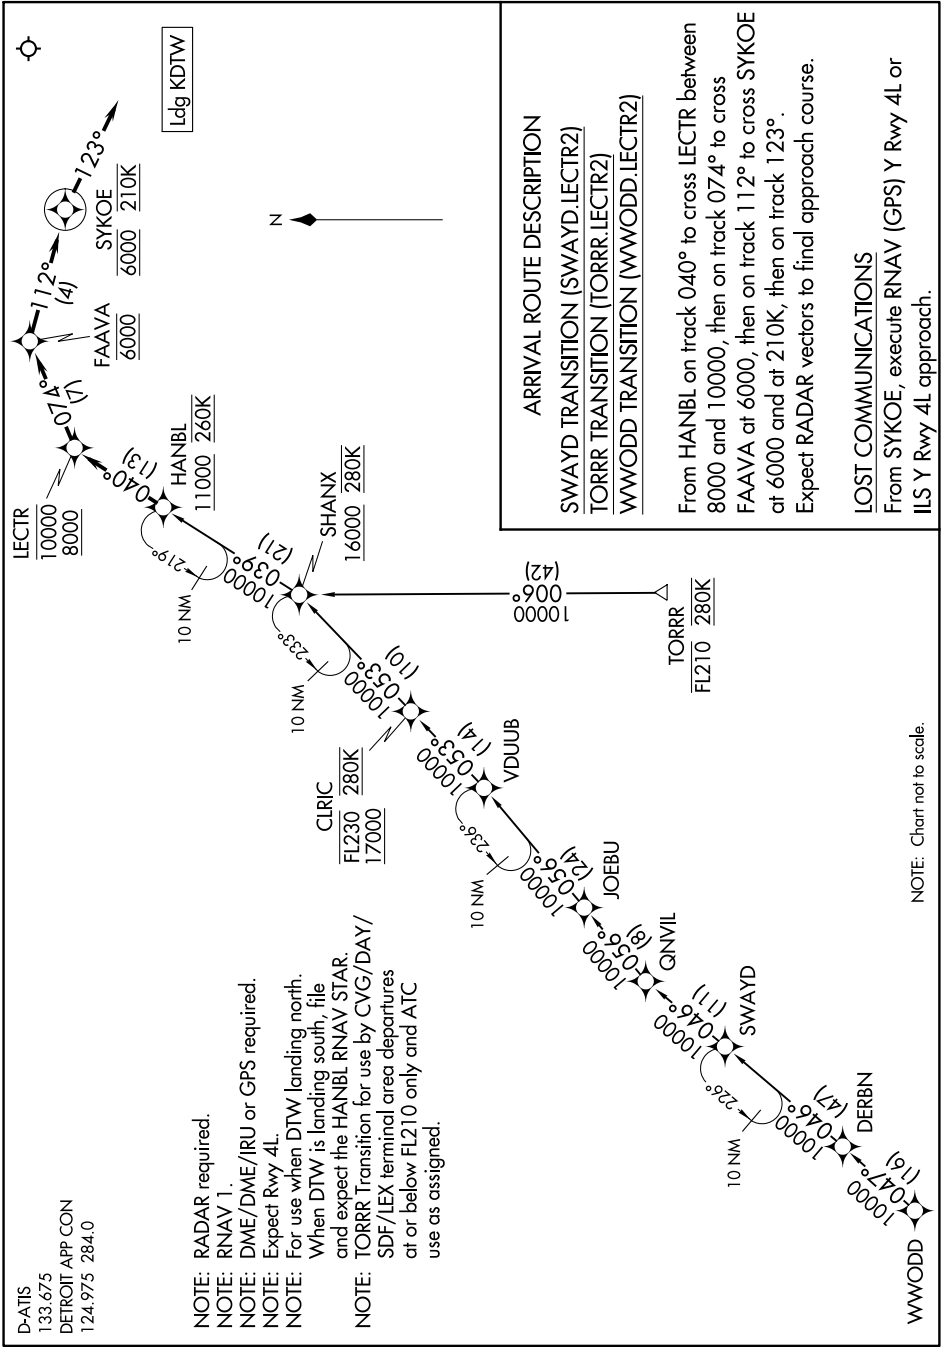 D-ATIS
133.675
DETROIT APP CON
124.975 284.0
NOTE: RADAR required.
NOTE: RNAV 1.
NOTE: DME/DME/IRU or GPS required.
NOTE: Expect Rwy 4L.
NOTE: For use when DTW landing north.
When DTW is landing south, file
and expect the HANBL RNAV STAR.
NOTE: TORRR Transition for use by CVG/DAY/
SDF/LEX terminal area departures
at or below FL210 only and ATC
use as assigned.
WWODD
10000
047°
(16)
DERBN
10000
046°
(47)
10 NM
226°
SWAYD
10000
046°
(11)
QNVIL
10000
056°
(8)
JOEBU
10000
056°
(24)
10 NM
236°
VDUUB
10000
053°
(14)
CLRIC
FL230 280K
17000
10000
053°
(10)
10 NM
233°
SHANX
16000 280K
TORRR
FL210 280K
10000
006°
(42)
10000
039°
(21)
10 NM
219°
HANBL
11000 260K
040°
(13)
LECTR
10000
8000
074°
(7)
FAAVA
6000
112°
(4)
SYKOE
6000 210K
123°
Ldg KDTW
N
NOTE: Chart not to scale.
ARRIVAL ROUTE DESCRIPTION
SWAYD TRANSITION (SWAYD.LECTR2)
TORRR TRANSITION (TORRR.LECTR2)
WWODD TRANSITION (WWODD.LECTR2)
From HANBL on track 040° to cross LECTR between
8000 and 10000, then on track 074° to cross
FAAVA at 6000, then on track 112° to cross SYKOE
at 6000 and at 210K, then on track 123°.
Expect RADAR vectors to final approach course.
LOST COMMUNICATIONS
From SYKOE, execute RNAV (GPS) Y Rwy 4L or
ILS Y Rwy 4L approach.